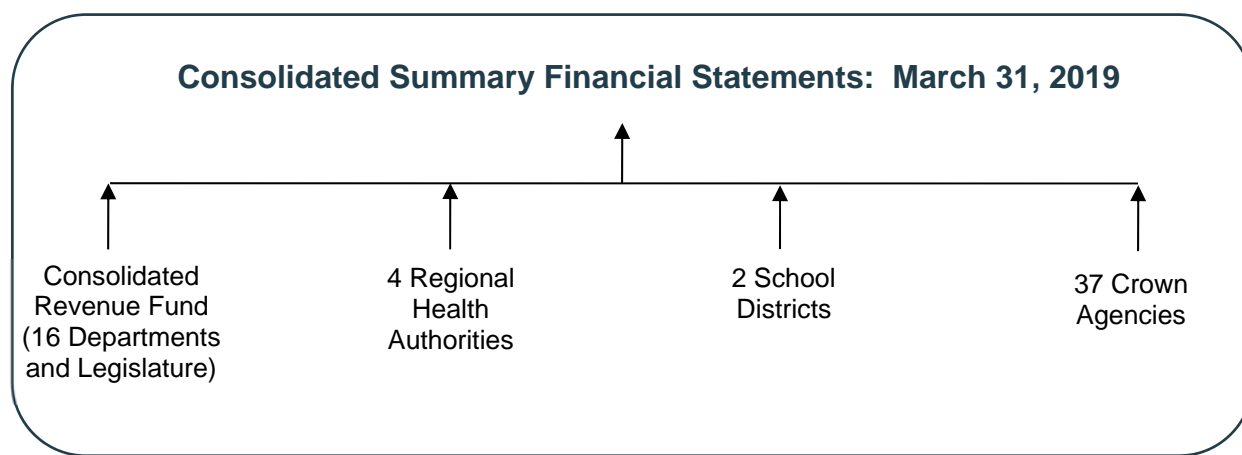 Consolidated Summary Financial Statements: March 31, 2019
Consolidated
Revenue Fund
(16 Departments
and Legislature)
4 Regional
Health
Authorities
2 School
Districts
37 Crown
Agencies